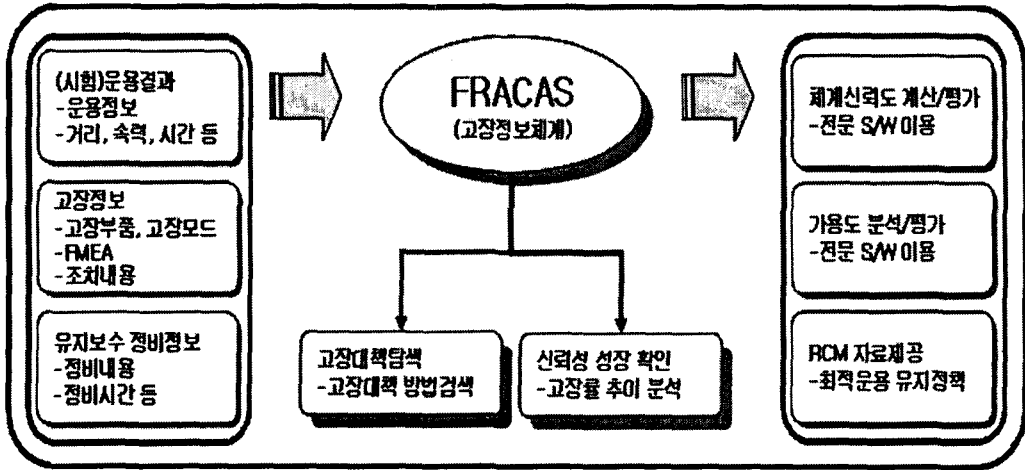 (시험)운용결과
-운용정보
-거리, 속력, 시간 등
고장정보
-고장부품, 고장모드
-FMEA
-조치내용
유지보수 정비정보
-정비내용
-정비시간 등
FRACAS
(고장정보체계)
고장대책탐색
-고장대책 방법검색
신뢰성 성장 확인
-고장률 추이 분석
체계신뢰도 계산/평가
-전문 S/W 이용
가용도 분석/평가
-전문 S/W 이용
RCM 자료제공
-최적운용 유지정책